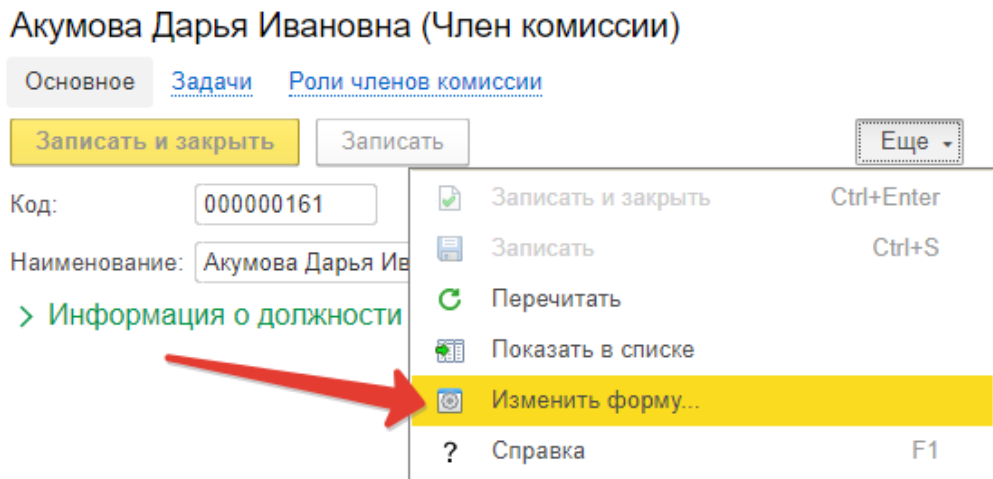 Акумова Дарья Ивановна (Член комиссии)
Основное Задачи Роли членов комиссии
Записать и закрыть Записать Еще
Код: 000000161
Наименование: Акумова Дарья Ив
Информация о должности
Записать и закрыть Ctrl+Enter
Записать Ctrl+S
Перечитать
Показать в списке
Изменить форму...
? Справка F1